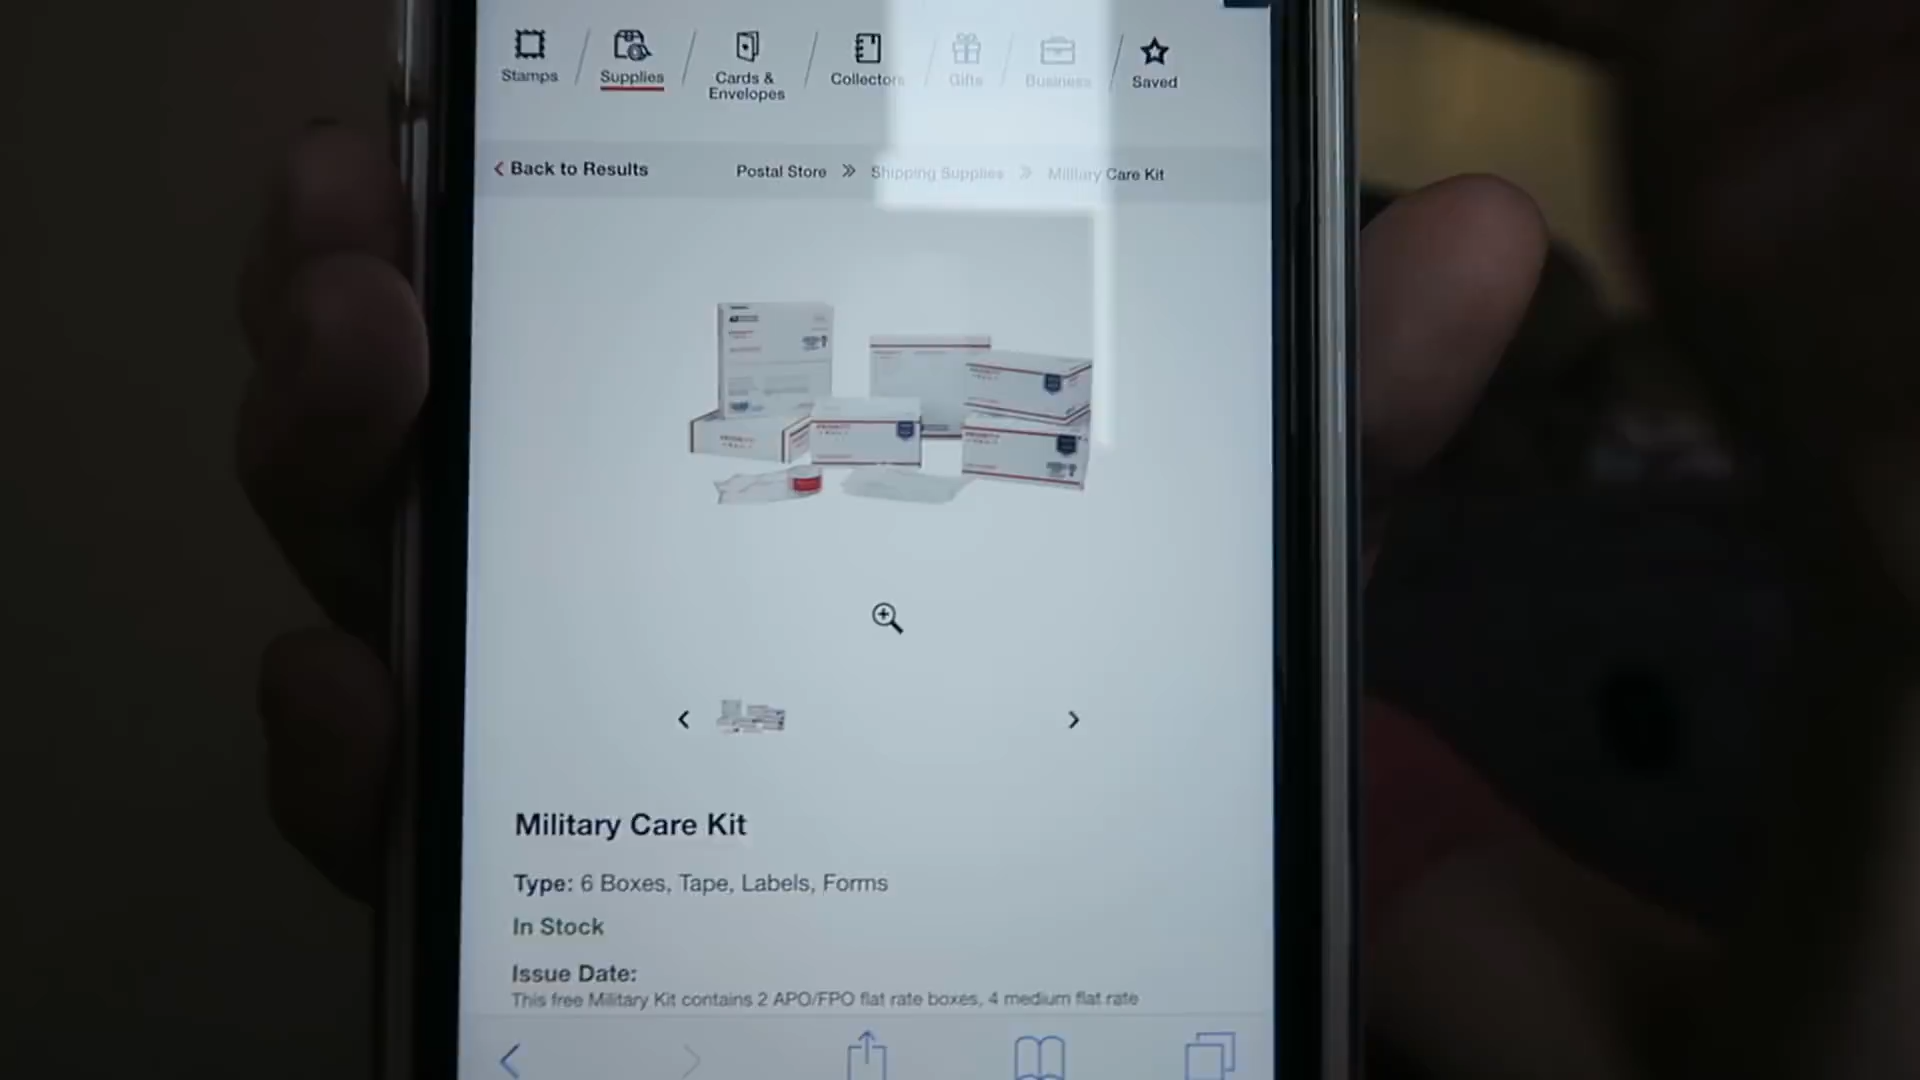 Stamps
Supplies
Cards &
Envelopes
Collectors
Gifts
Business
Saved
Back to Results
Postal Store » Shipping Supplies » Military Care Kit
Military Care Kit
Type: 6 Boxes, Tape, Labels, Forms
In Stock
Issue Date:
This free Military Kit contains 2 APO/FPO flat rate boxes, 4 medium flat rate